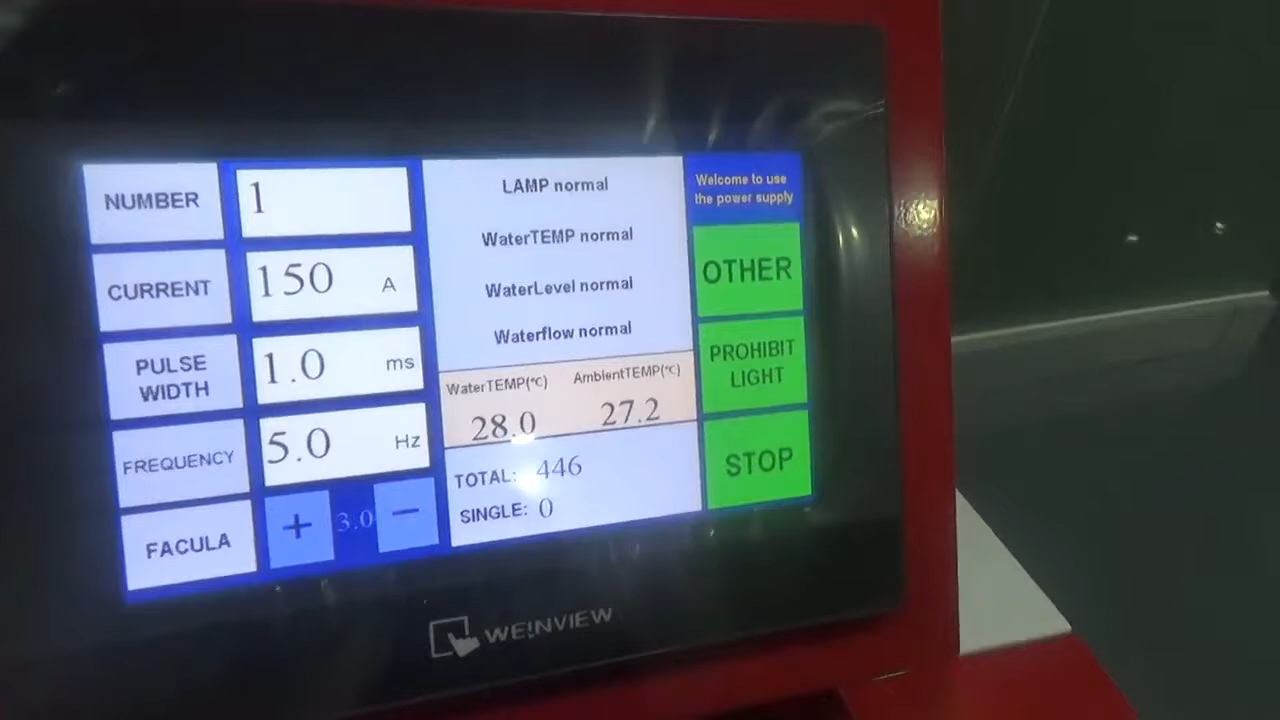 NUMBER
1
CURRENT
150 A
PULSE
WIDTH
1.0 ms
FREQUENCY
5.0 Hz
FACULA
+ 3.0 −
LAMP normal
WaterTEMP normal
WaterLevel normal
Waterflow normal
WaterTEMP(℃) AmbientTEMP(℃)
28.0 27.2
TOTAL: 446
SINGLE: 0
Welcome to use
the power supply
OTHER
PROHIBIT
LIGHT
STOP
WE!NVIEW